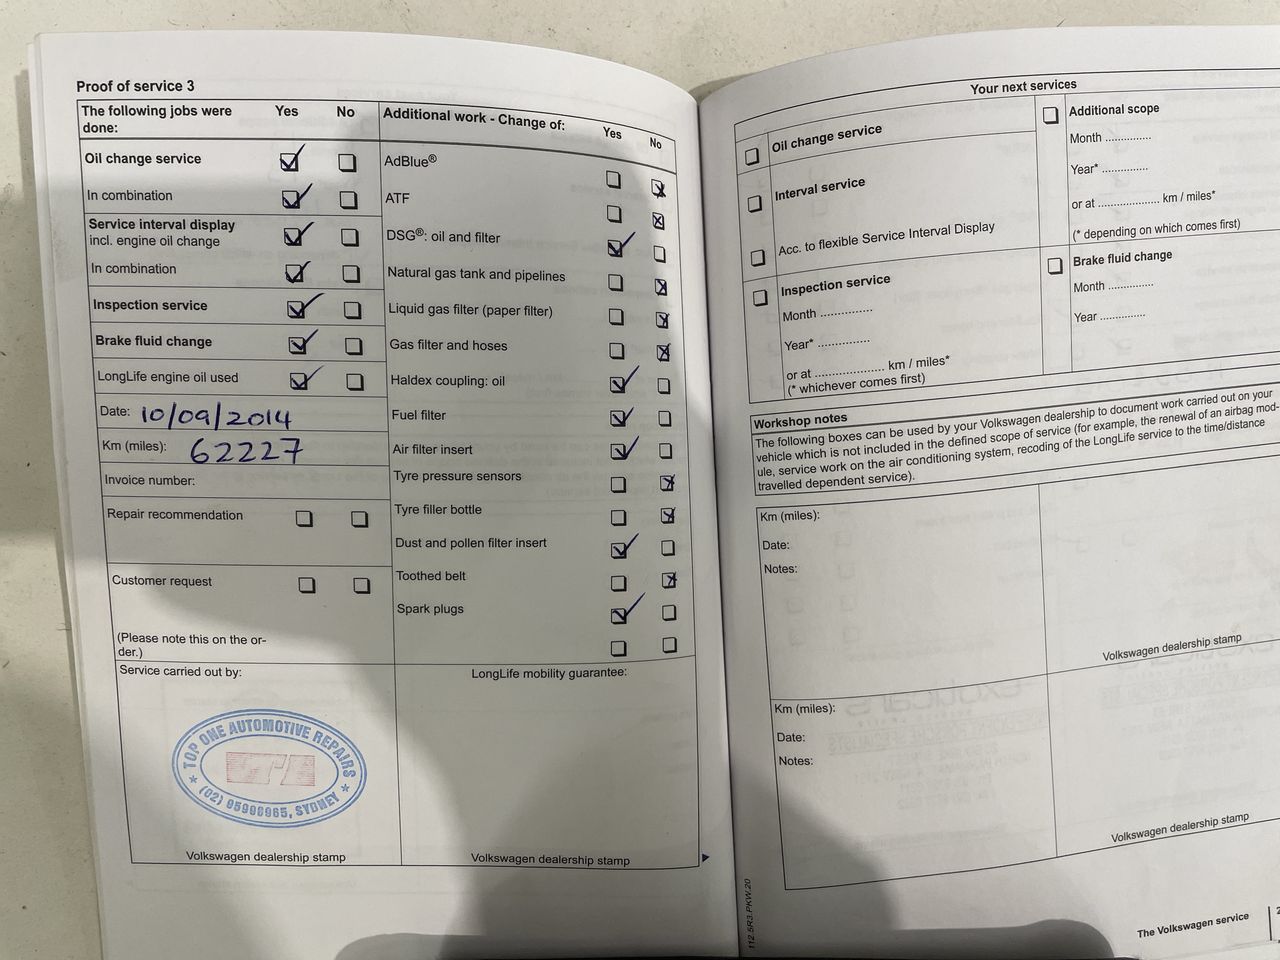 Proof of service 3
The following jobs were done: Yes No
Oil change service
In combination
Service interval display
incl. engine oil change
In combination
Inspection service
Brake fluid change
LongLife engine oil used
Date: 10/09/2014
Km (miles): 62227
Invoice number:
Repair recommendation
Customer request
(Please note this on the or-
der.)
Service carried out by:
TOP ONE AUTOMOTIVE REPAIRS
SYDNEY
Volkswagen dealership stamp
Additional work - Change of: Yes No
AdBlue®
ATF
DSG®: oil and filter
Natural gas tank and pipelines
Liquid gas filter (paper filter)
Gas filter and hoses
Haldex coupling: oil
Fuel filter
Air filter insert
Tyre pressure sensors
Tyre filler bottle
Dust and pollen filter insert
Toothed belt
Spark plugs
LongLife mobility guarantee:
Volkswagen dealership stamp
Your next services
Oil change service
Interval service
Acc. to flexible Service Interval Display
Inspection service
Month ..............
Year* ..............
or at ................... km / miles*
(* whichever comes first)
Additional scope
Month ..............
Year* ..............
or at ................... km / miles*
(* depending on which comes first)
Brake fluid change
Month ..............
Year ..............
Workshop notes
The following boxes can be used by your Volkswagen dealership to document work carried out on your
vehicle which is not included in the defined scope of service (for example, the renewal of an airbag mod-
ule, service work on the air conditioning system, recoding of the LongLife service to the time/distance
travelled dependent service).
Km (miles):
Date:
Notes:
Volkswagen dealership stamp
Km (miles):
Date:
Notes:
Volkswagen dealership stamp
112.5R3.PKW.20
The Volkswagen service